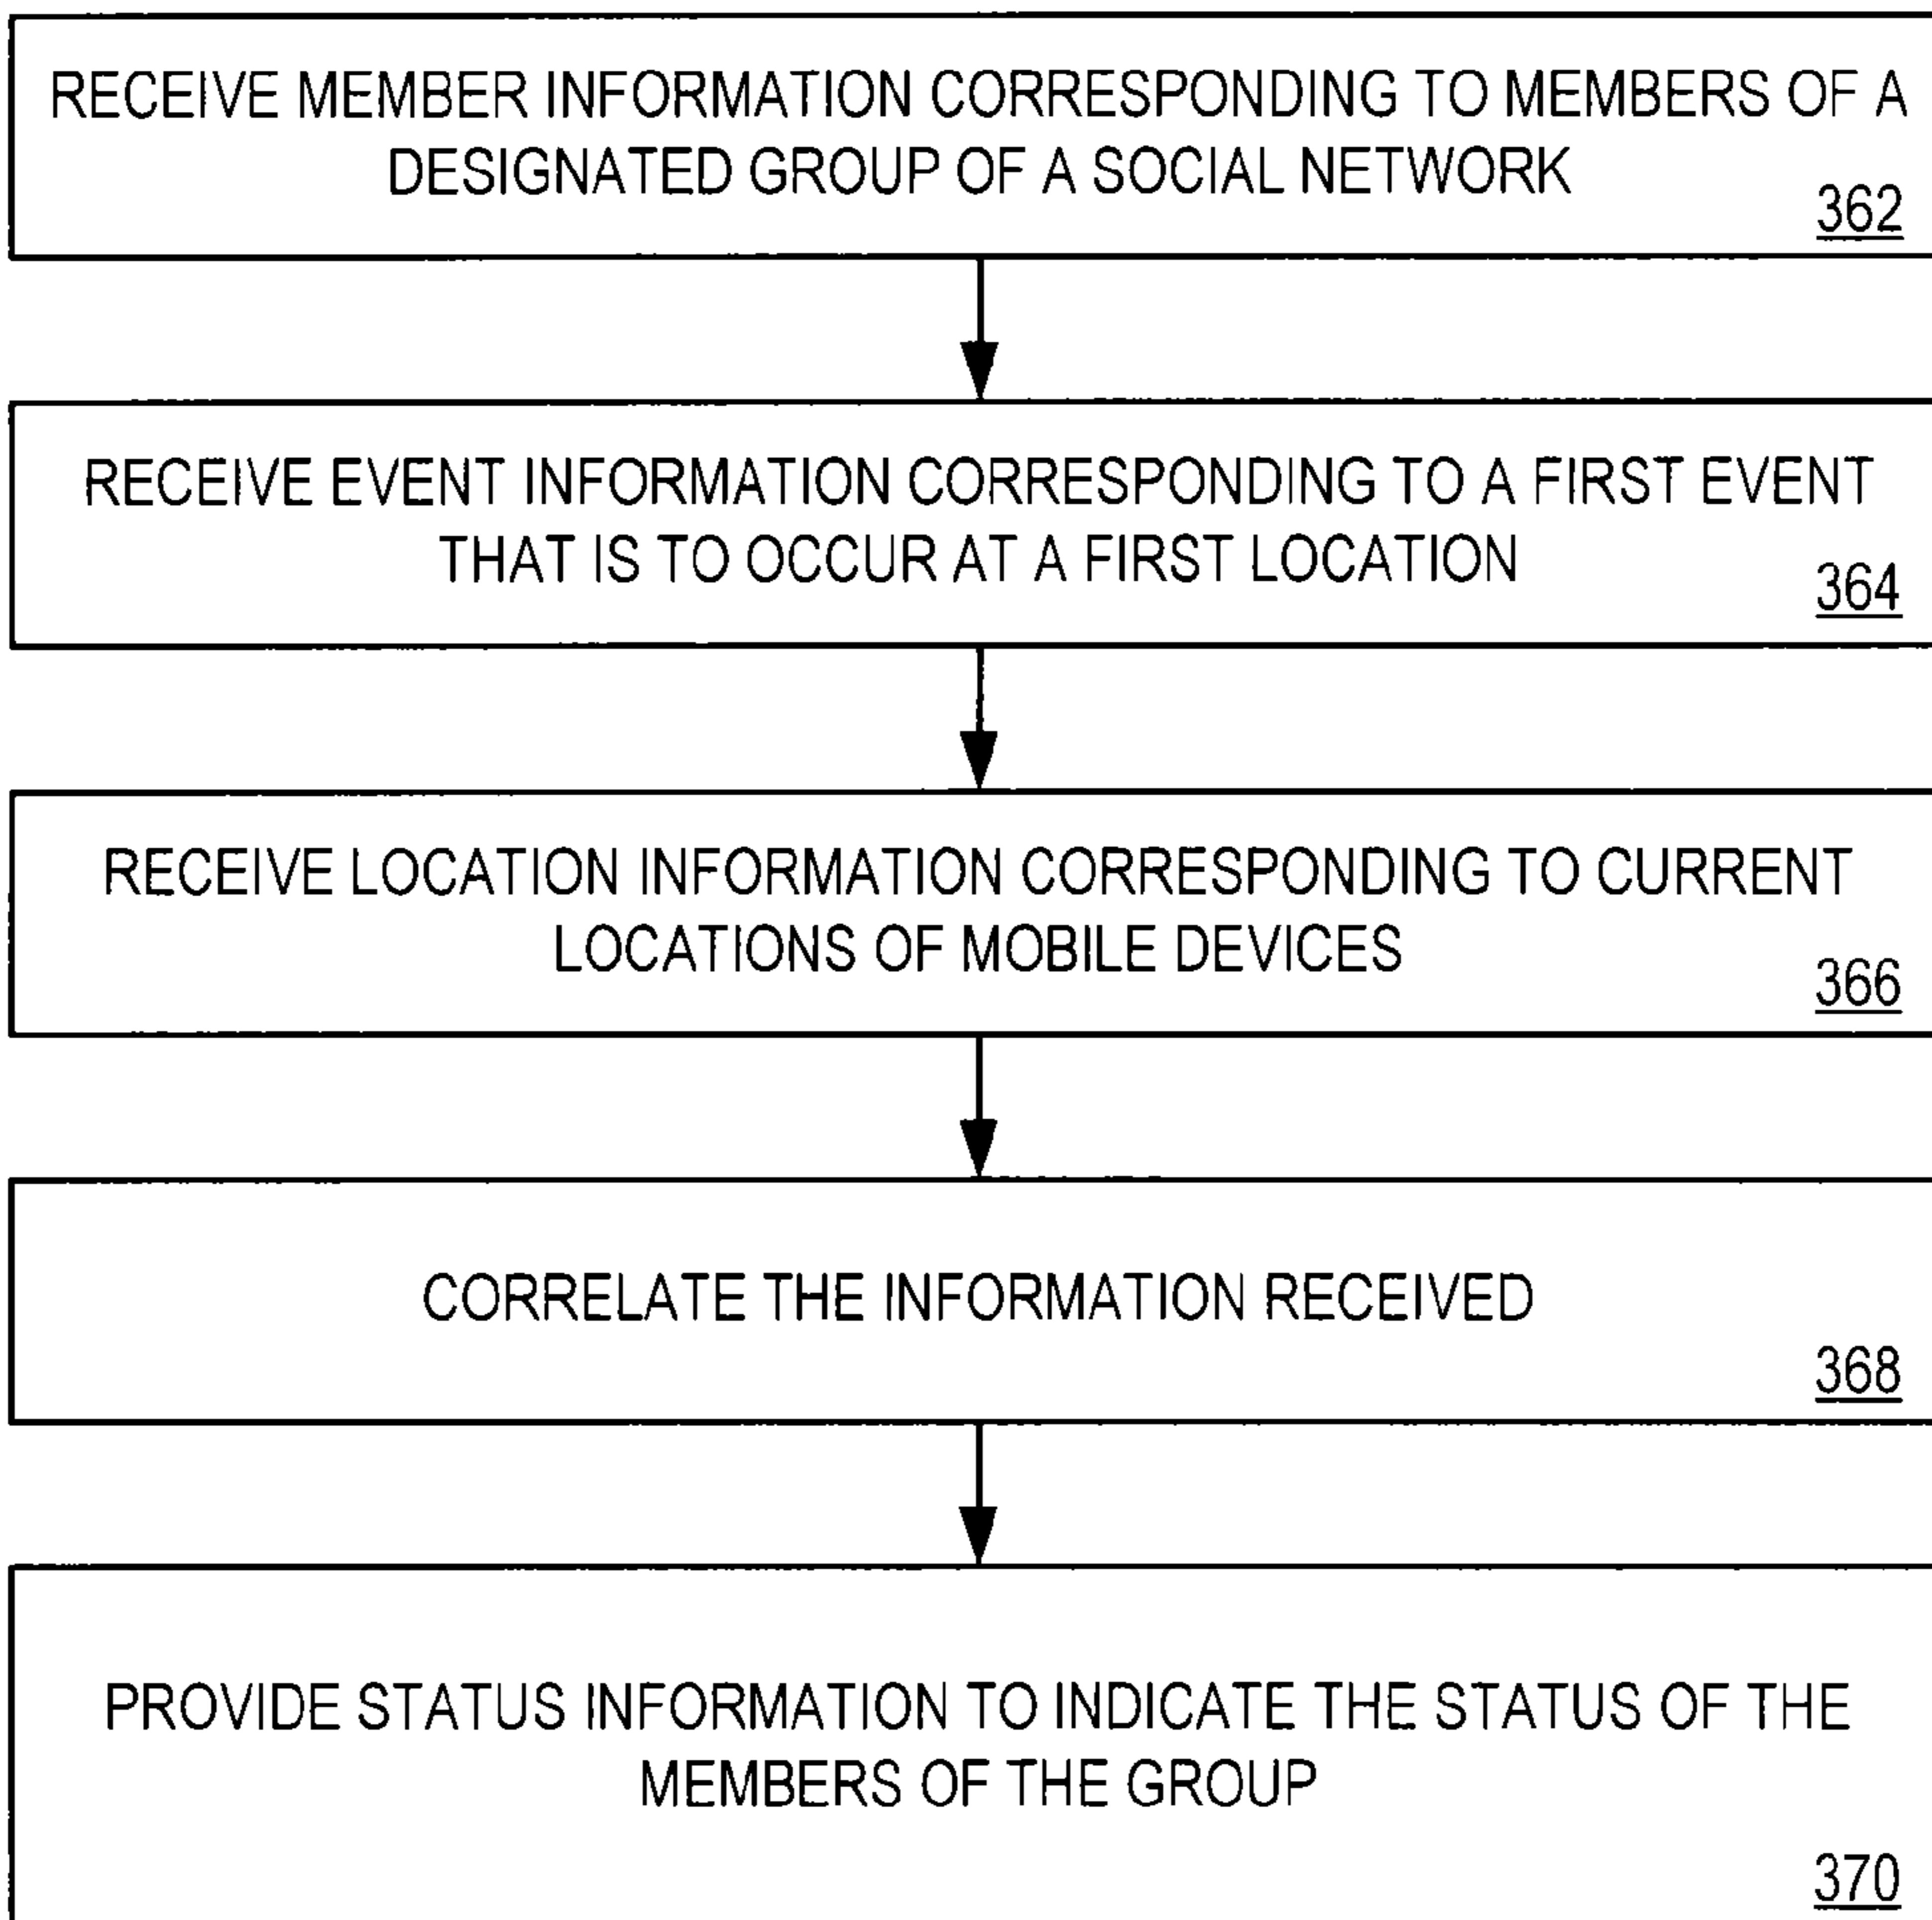 RECEIVE MEMBER INFORMATION CORRESPONDING TO MEMBERS OF A
DESIGNATED GROUP OF A SOCIAL NETWORK
362
RECEIVE EVENT INFORMATION CORRESPONDING TO A FIRST EVENT
THAT IS TO OCCUR AT A FIRST LOCATION
364
RECEIVE LOCATION INFORMATION CORRESPONDING TO CURRENT
LOCATIONS OF MOBILE DEVICES
366
CORRELATE THE INFORMATION RECEIVED
368
PROVIDE STATUS INFORMATION TO INDICATE THE STATUS OF THE
MEMBERS OF THE GROUP
370